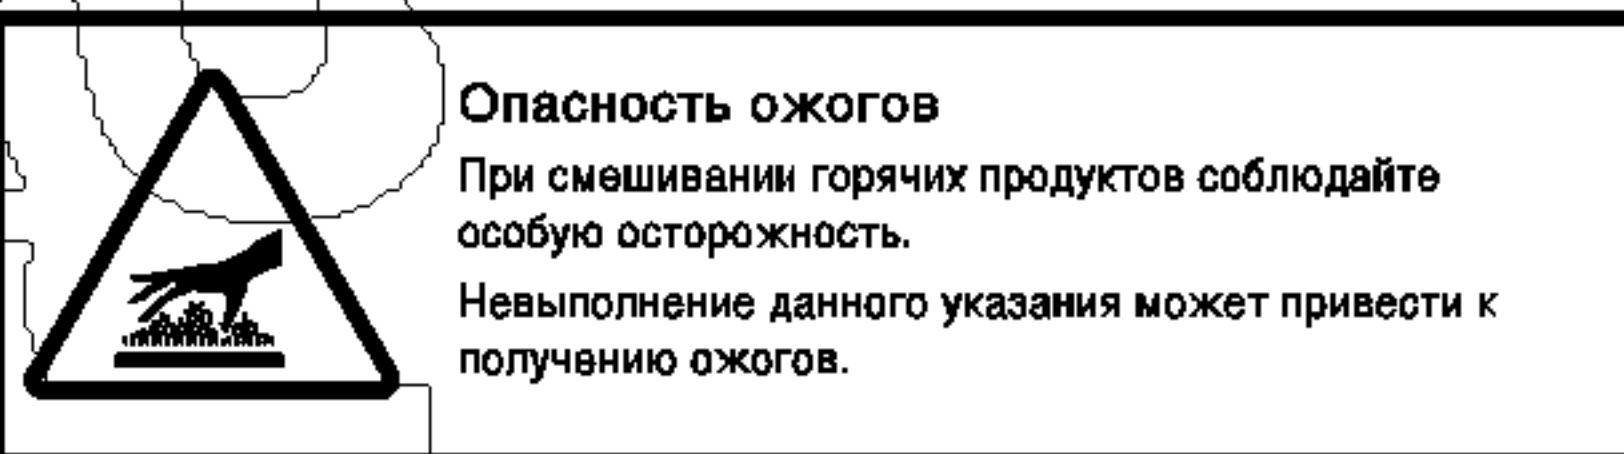 Опасность ожогов
При смешивании горячих продуктов соблюдайте
особую осторожность.
Невыполнение данного указания может привести к
получению ожогов.